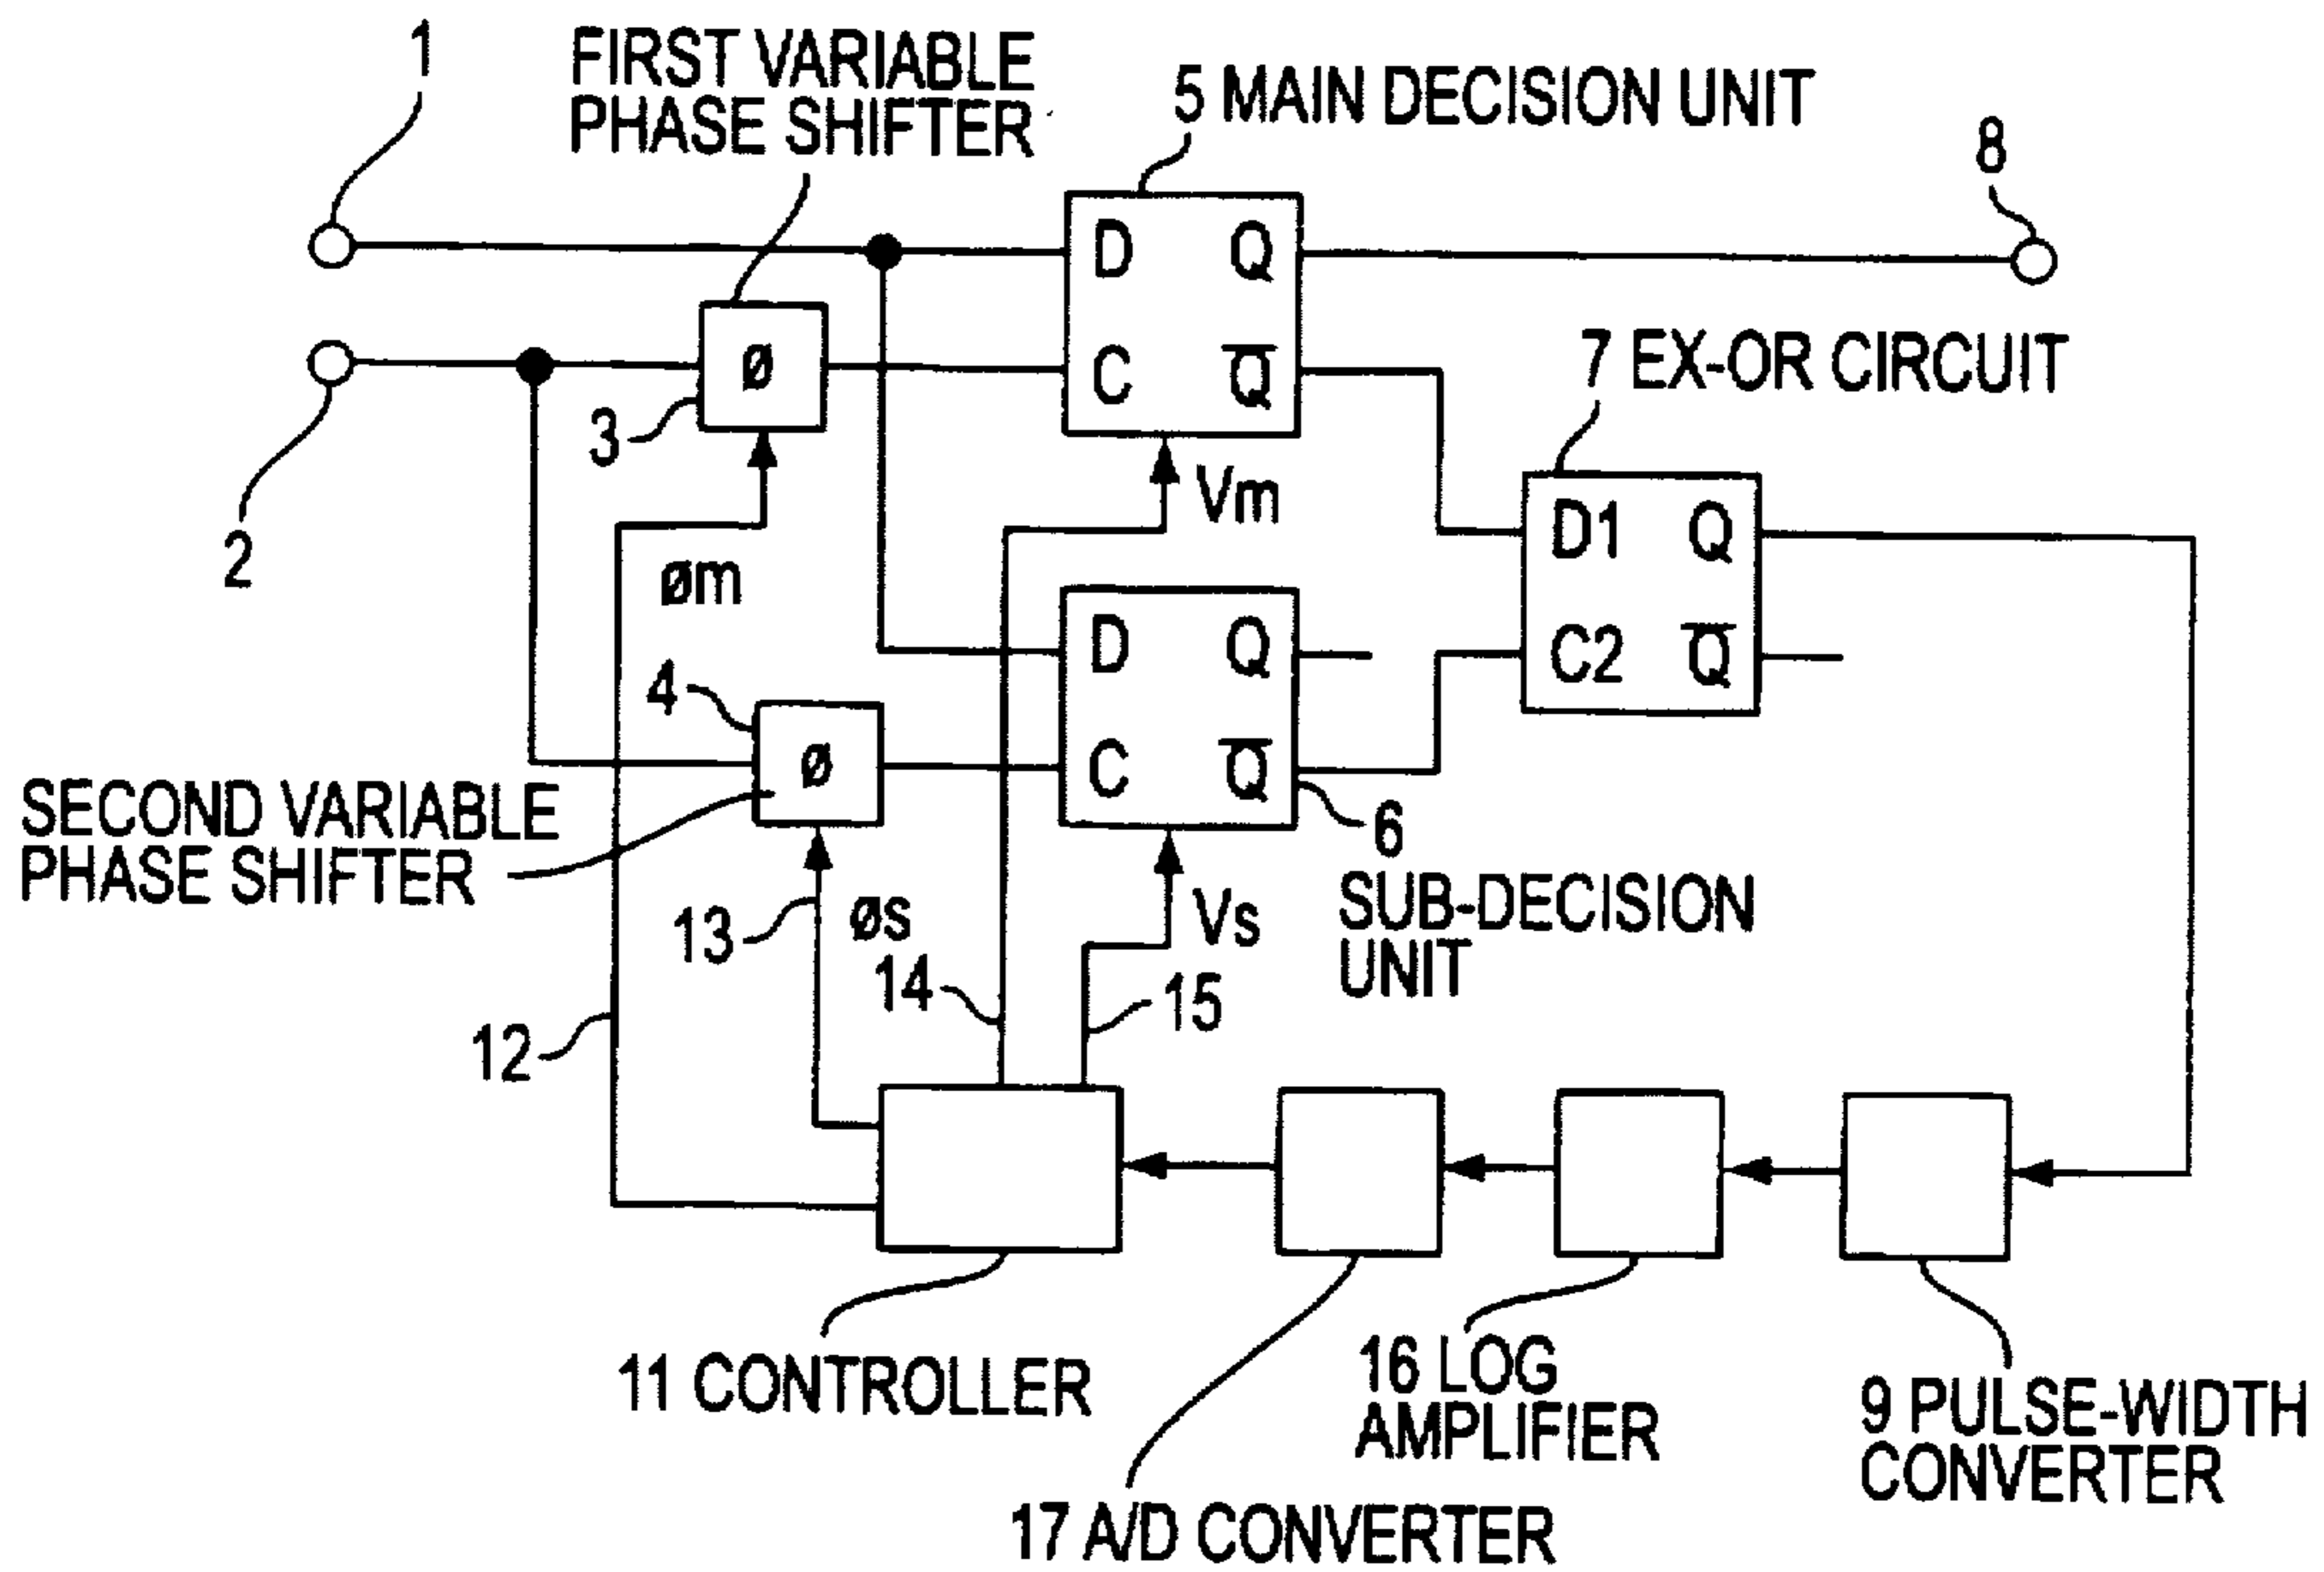 1
FIRST VARIABLE
PHASE SHIFTER
5 MAIN DECISION UNIT
8
D Q
C Q̅
ø
3
2
øm
Vm
7 EX-OR CIRCUIT
D1 Q
C2 Q̅
D Q
C Q̅
4
ø
SECOND VARIABLE
PHASE SHIFTER
6
SUB-DECISION
UNIT
13
øs
Vs
14
15
12
11 CONTROLLER
16 LOG
AMPLIFIER
9 PULSE-WIDTH
CONVERTER
17 A/D CONVERTER